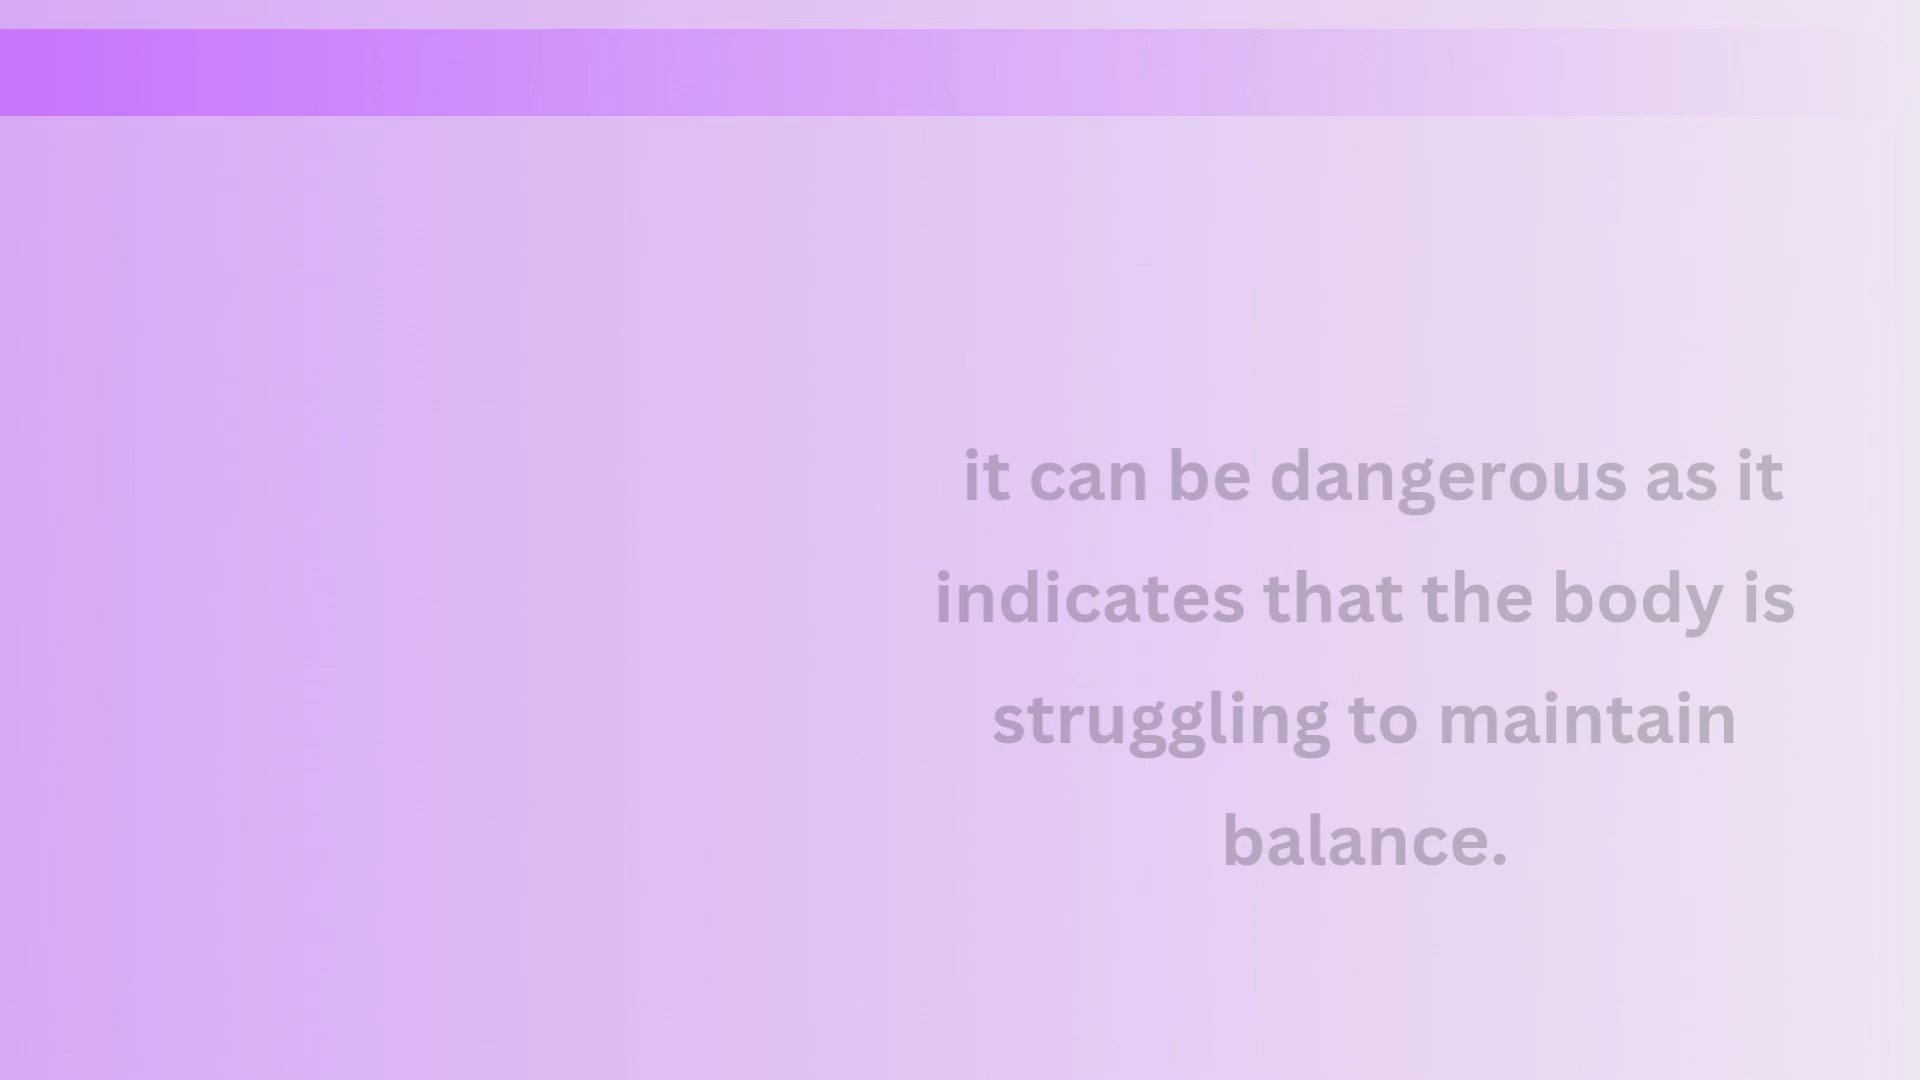 it can be dangerous as it
indicates that the body is
struggling to maintain
balance.